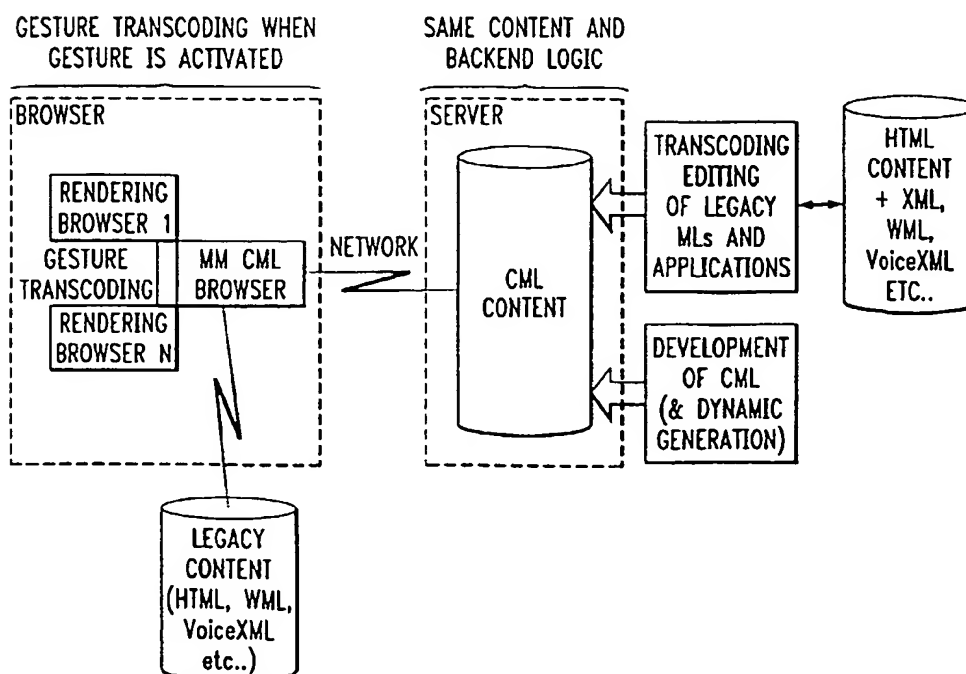 GESTURE TRANSCODING WHEN
GESTURE IS ACTIVATED
SAME CONTENT AND
BACKEND LOGIC
BROWSER
RENDERING
BROWSER 1
GESTURE
TRANSCODING
MM CML
BROWSER
RENDERING
BROWSER N
NETWORK
SERVER
CML
CONTENT
TRANSCODING
EDITING
OF LEGACY
MLs AND
APPLICATIONS
HTML
CONTENT
+ XML,
WML,
VoiceXML
ETC..
DEVELOPMENT
OF CML
(& DYNAMIC
GENERATION)
LEGACY
CONTENT
(HTML, WML,
VoiceXML
etc..)